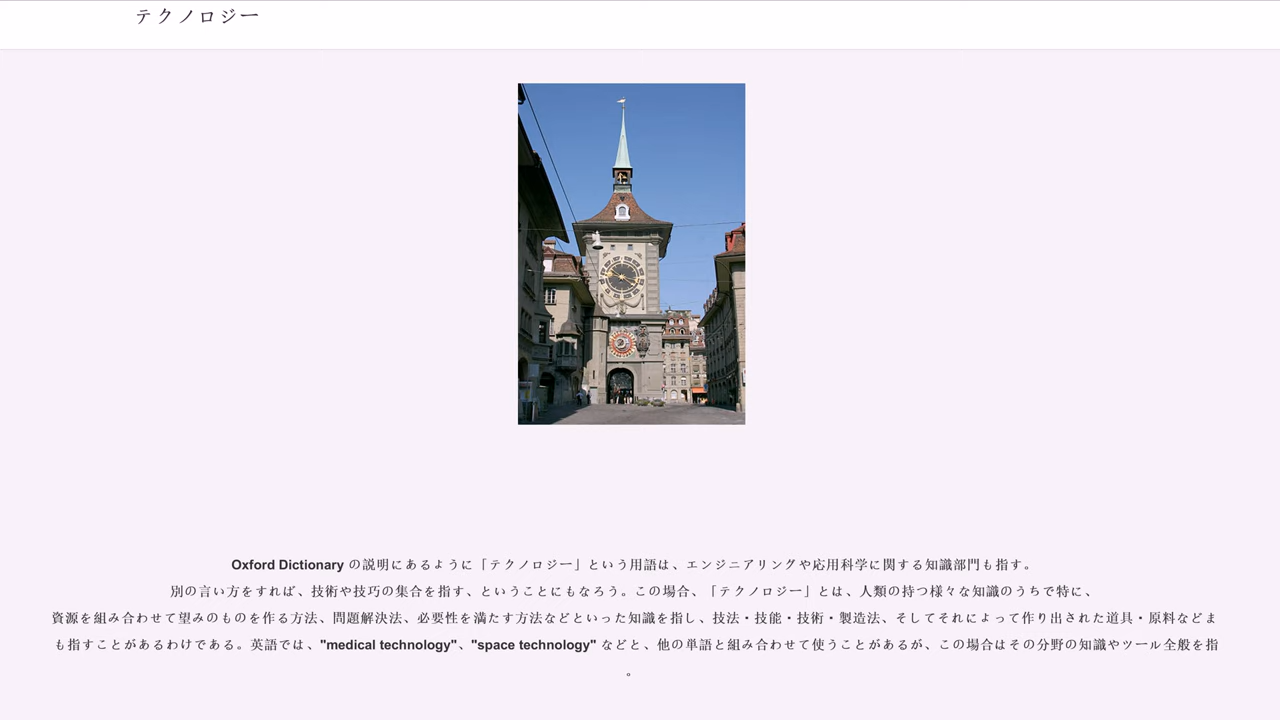 テクノロジー
Oxford Dictionary の説明にあるように「テクノロジー」という用語は、エンジニアリングや応用科学に関する知識部門も指す。
別の言い方をすれば、技術や技巧の集合を指す、ということにもなろう。この場合、「テクノロジー」とは、人類の持つ様々な知識のうちで特に、
資源を組み合わせて望みのものを作る方法、問題解決法、必要性を満たす方法などといった知識を指し、技法・技能・技術・製造法、そしてそれによって作り出された道具・原料などま
も指すことがあるわけである。英語では、"medical technology"、"space technology" などと、他の単語と組み合わせて使うことがあるが、この場合はその分野の知識やツール全般を指
。